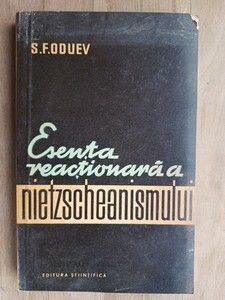 S.F.ODUEV
Esența
reacționară a
nietzscheanismului
EDITURA ȘTIINȚIFICĂ